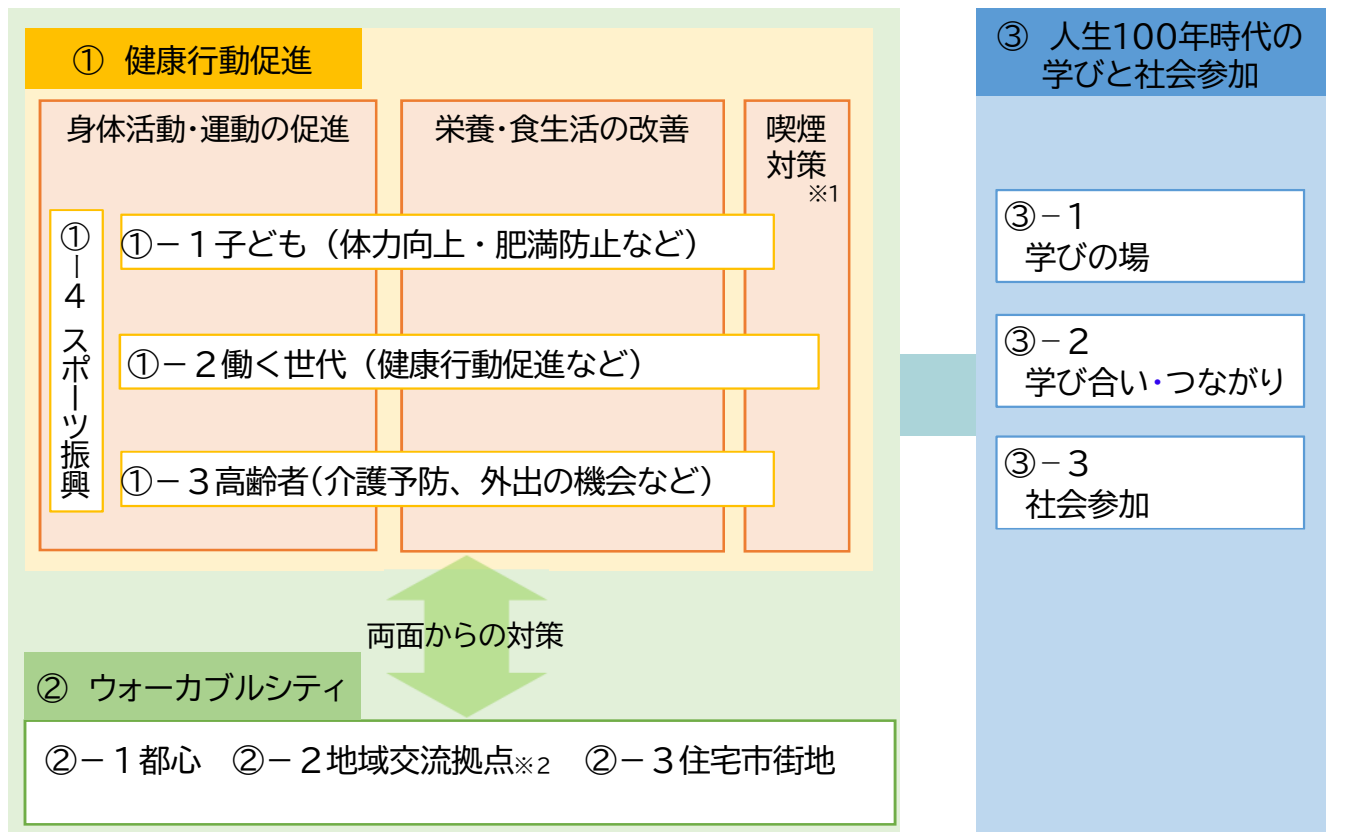 ① 健康行動促進
身体活動・運動の促進
栄養・食生活の改善
喫煙
対策
※1
①－4 スポーツ振興
①－１子ども（体力向上・肥満防止など）
①－２働く世代（健康行動促進など）
①－３高齢者（介護予防、外出の機会など）
両面からの対策
② ウォーカブルシティ
②－１都心 ②－２地域交流拠点※2 ②－３住宅市街地
③ 人生100年時代の
学びと社会参加
③－1
学びの場
③－2
学び合い・つながり
③－3
社会参加